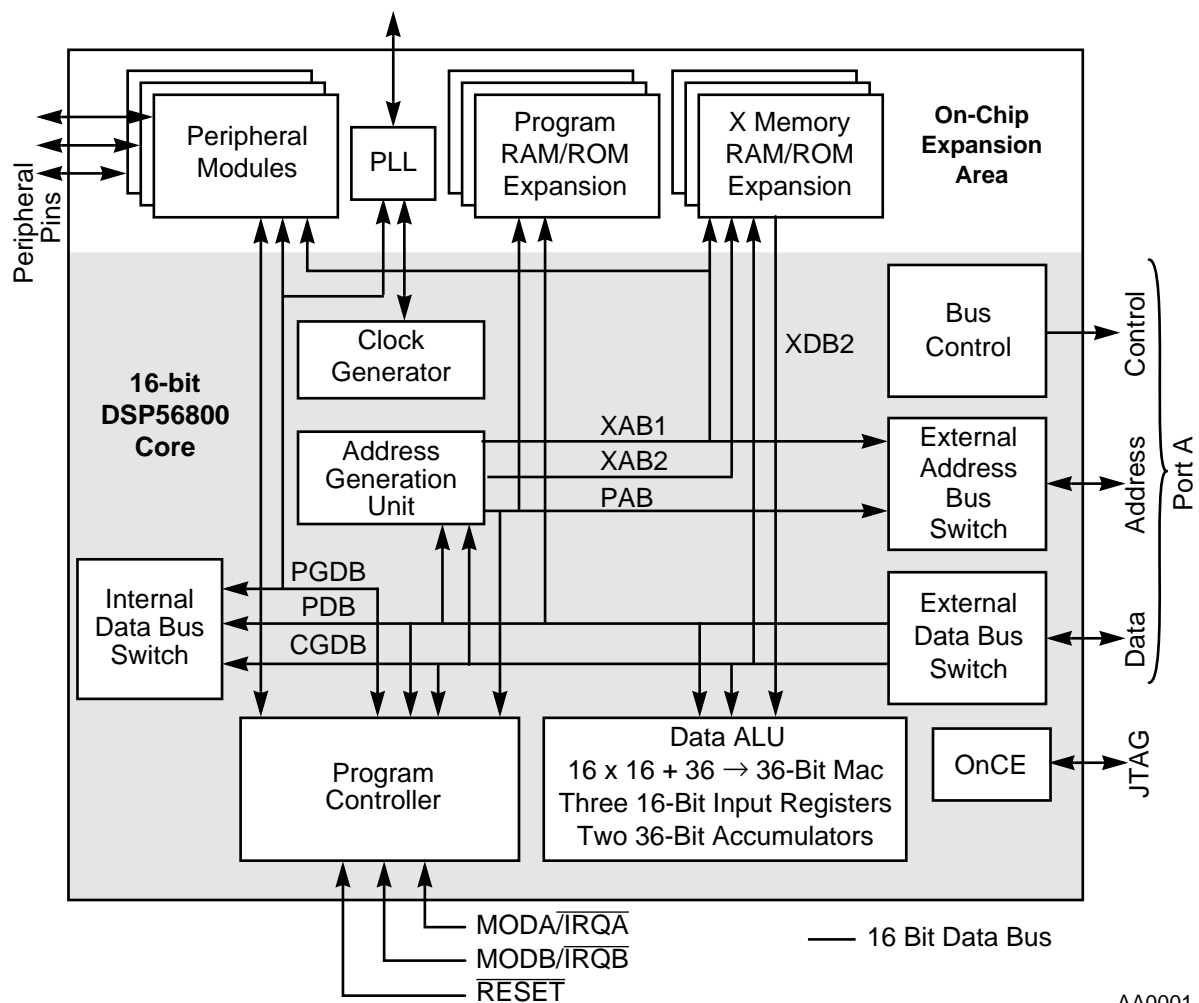 Peripheral
Modules
PLL
Program
RAM/ROM
Expansion
X Memory
RAM/ROM
Expansion
On-Chip
Expansion
Area
Peripheral
Pins
Clock
Generator
XDB2
Bus
Control
Control
16-bit
DSP56800
Core
Address
Generation
Unit
XAB1
XAB2
PAB
External
Address
Bus
Switch
Address
Port A
Internal
Data Bus
Switch
PGDB
PDB
CGDB
External
Data Bus
Switch
Data
Program
Controller
Data ALU
16 x 16 + 36 → 36-Bit Mac
Three 16-Bit Input Registers
Two 36-Bit Accumulators
OnCE
JTAG
MODA/I̅R̅Q̅A̅
MODB/I̅R̅Q̅B̅
R̅E̅S̅E̅T̅
16 Bit Data Bus
AA0001